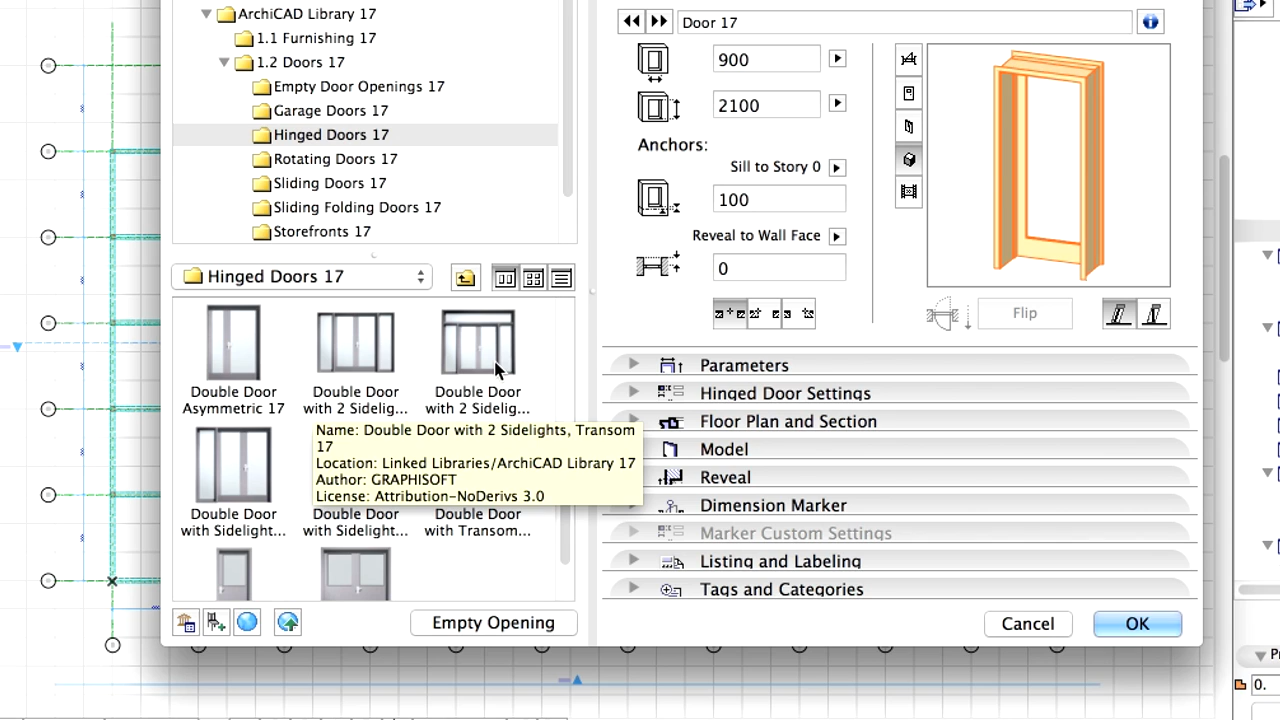 ArchiCAD Library 17
1.1 Furnishing 17
1.2 Doors 17
Empty Door Openings 17
Garage Doors 17
Hinged Doors 17
Rotating Doors 17
Sliding Doors 17
Sliding Folding Doors 17
Storefronts 17
Hinged Doors 17
Double Door
Asymmetric 17
Double Door
with 2 Sidelig...
Double Door
with 2 Sidelig...
Name: Double Door with 2 Sidelights, Transom
17
Location: Linked Libraries/ArchiCAD Library 17
Author: GRAPHISOFT
License: Attribution-NoDerivs 3.0
Double Door
with Sidelight...
Double Door
with Sidelight...
Double Door
with Transom...
Empty Opening
Door 17
900
2100
Anchors:
Sill to Story 0
100
Reveal to Wall Face
0
Flip
Parameters
Hinged Door Settings
Floor Plan and Section
Model
Reveal
Dimension Marker
Marker Custom Settings
Listing and Labeling
Tags and Categories
Cancel
OK
0.